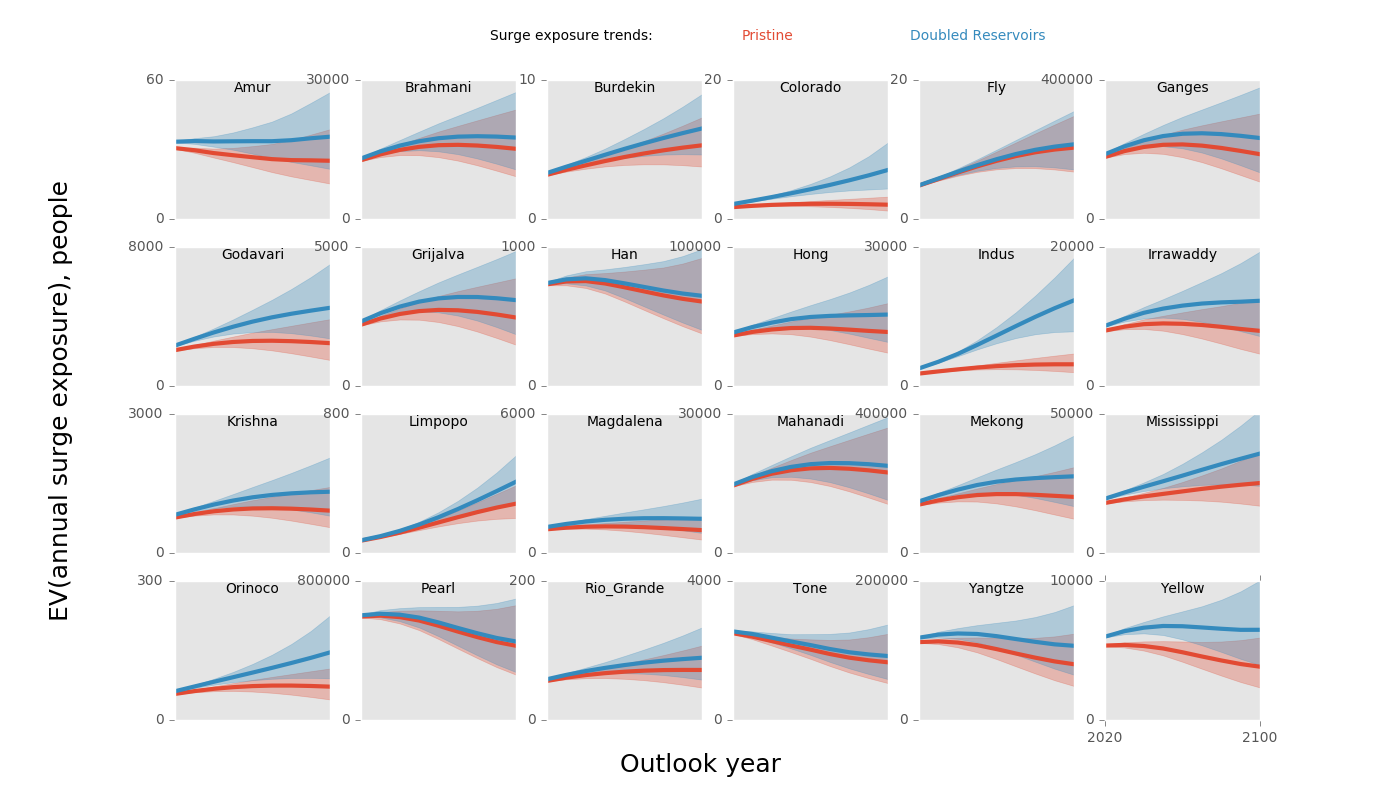 Surge exposure trends: Pristine Doubled Reservoirs
60 30000 10 20 20 400000
Amur Brahmani Burdekin Colorado Fly Ganges
0 0 0 0 0 0
8000 5000 1000 100000 30000 20000
Godavari Grijalva Han Hong Indus Irrawaddy
0 0 0 0 0 0
3000 800 6000 30000 400000 50000
Krishna Limpopo Magdalena Mahanadi Mekong Mississippi
0 0 0 0 0 0
300 800000 200 4000 200000 10000
Orinoco Pearl Rio_Grande Tone Yangtze Yellow
0 0 0 0 0 0
2020 2100
EV(annual surge exposure), people
Outlook year